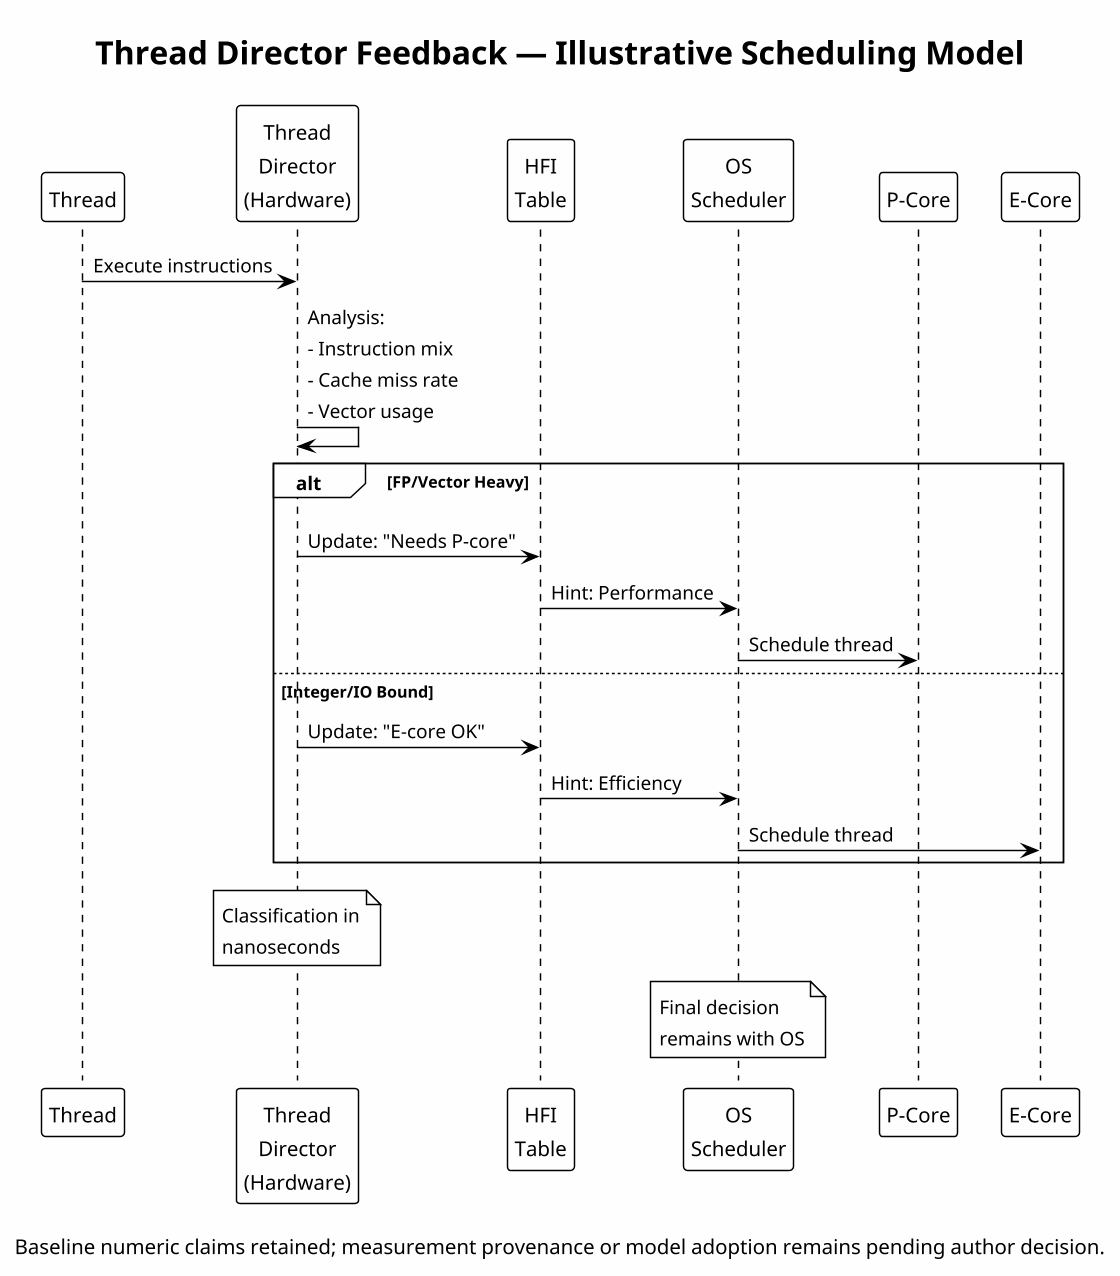 Thread Director Feedback — Illustrative Scheduling Model
Thread
Thread
Director
(Hardware)
HFI
Table
OS
Scheduler
P-Core
E-Core
Execute instructions
Analysis:
- Instruction mix
- Cache miss rate
- Vector usage
alt
[FP/Vector Heavy]
Update: "Needs P-core"
Hint: Performance
Schedule thread
[Integer/IO Bound]
Update: "E-core OK"
Hint: Efficiency
Schedule thread
Classification in
nanoseconds
Final decision
remains with OS
Thread
Thread
Director
(Hardware)
HFI
Table
OS
Scheduler
P-Core
E-Core
Baseline numeric claims retained; measurement provenance or model adoption remains pending author decision.